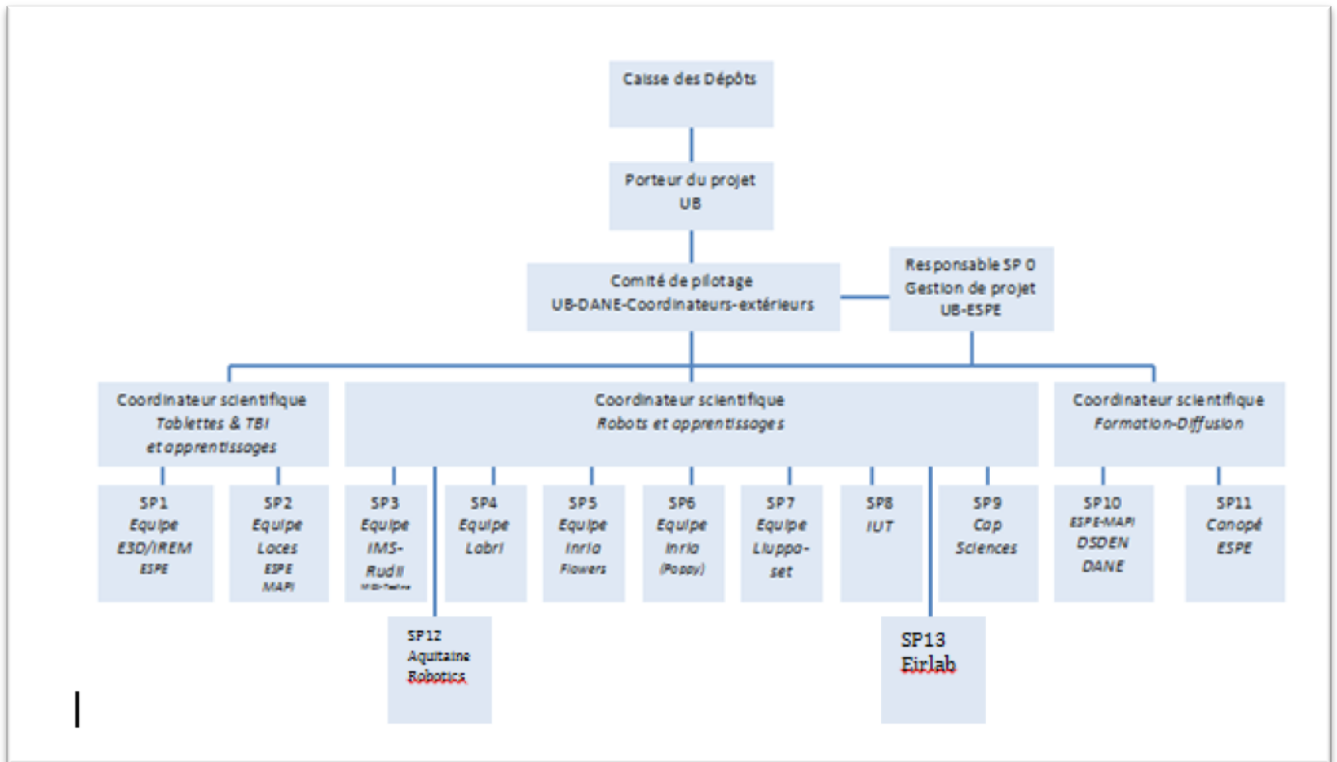 Caisse des Dépôts
Porteur du projet
UB
Comité de pilotage
UB-DANE-Coordinateurs-extérieurs
Responsable SP 0
Gestion de projet
UB-ESPE
Coordinateur scientifique
Tablettes & TBI
et apprentissages
Coordinateur scientifique
Robots et apprentissages
Coordinateur scientifique
Formation-Diffusion
SP1
Equipe
E3D/IREM
ESPE
SP2
Equipe
Laces
ESPE
MAPI
SP3
Equipe
IMS-
Rudii
SP4
Equipe
Labri
SP5
Equipe
Inria
Flowers
SP6
Equipe
Inria
(Poppy)
SP7
Equipe
Liuppa-
set
SP8
IUT
SP9
Cap
Sciences
SP10
ESPE-MAPI
DSDEN
DANE
SP11
Canopé
ESPE
SP12
Aquitaine
Robotics
SP13
Eirlab